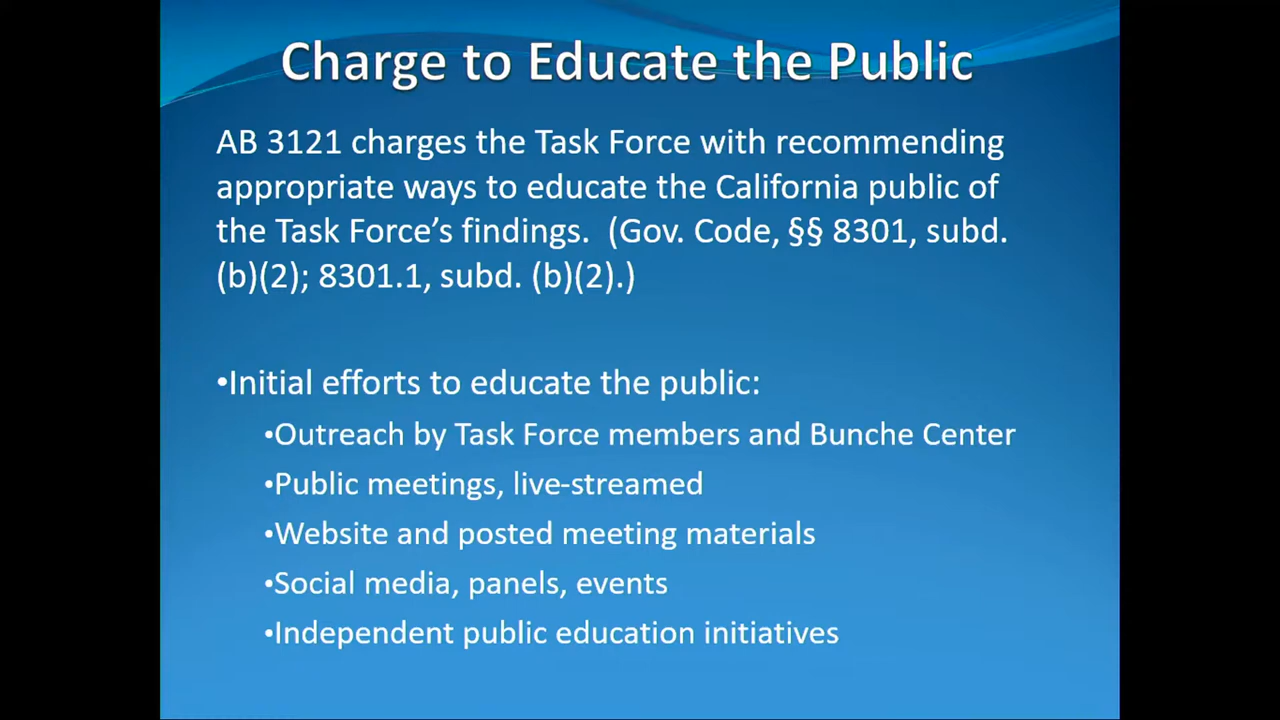 Charge to Educate the Public
AB 3121 charges the Task Force with recommending
appropriate ways to educate the California public of
the Task Force’s findings.  (Gov. Code, §§ 8301, subd.
(b)(2); 8301.1, subd. (b)(2).)
•Initial efforts to educate the public:
•Outreach by Task Force members and Bunche Center
•Public meetings, live-streamed
•Website and posted meeting materials
•Social media, panels, events
•Independent public education initiatives